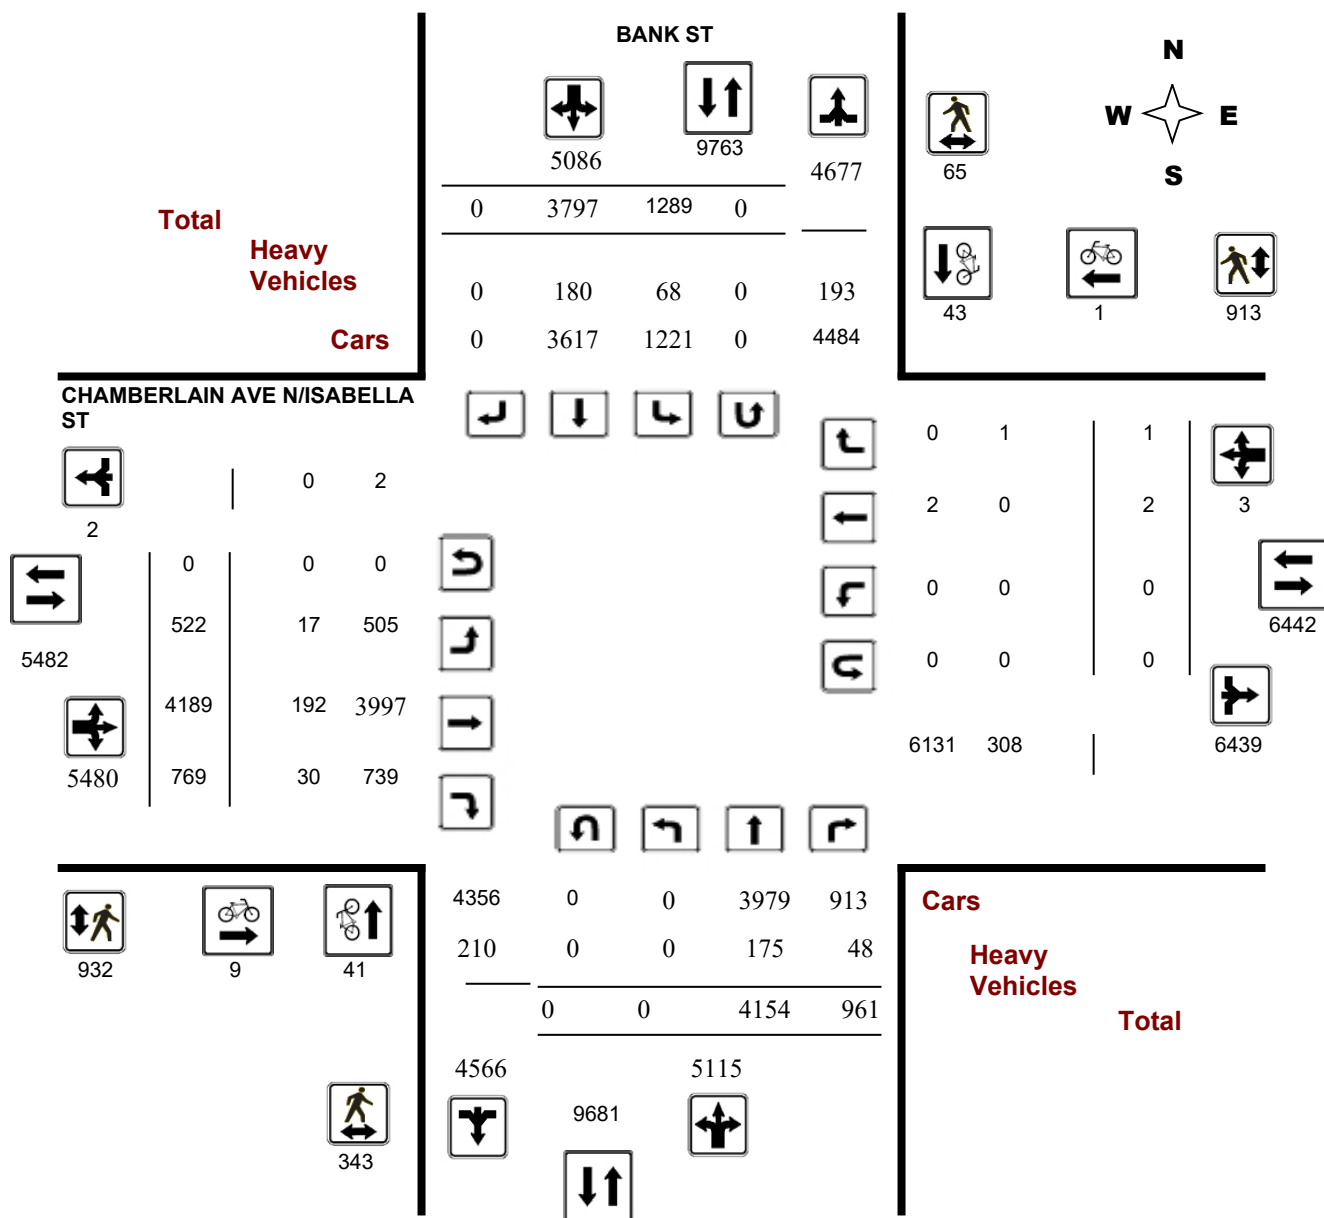 BANK ST
N
W E
S
5086 9763 4677 65
0 3797 1289 0
Total
Heavy
Vehicles
0 180 68 0 193
43 1 913
Cars 0 3617 1221 0 4484
CHAMBERLAIN AVE N/ISABELLA
ST
0 1 1
0 2
2 0 2 3
2
0 0 0
0 0 0
522 17 505
6442
5482
0 0 0
4189 192 3997
6131 308 6439
5480 769 30 739
4356 0 0 3979 913 Cars
210 0 0 175 48 Heavy
Vehicles
932 9 41
0 0 4154 961 Total
4566 5115
9681
343